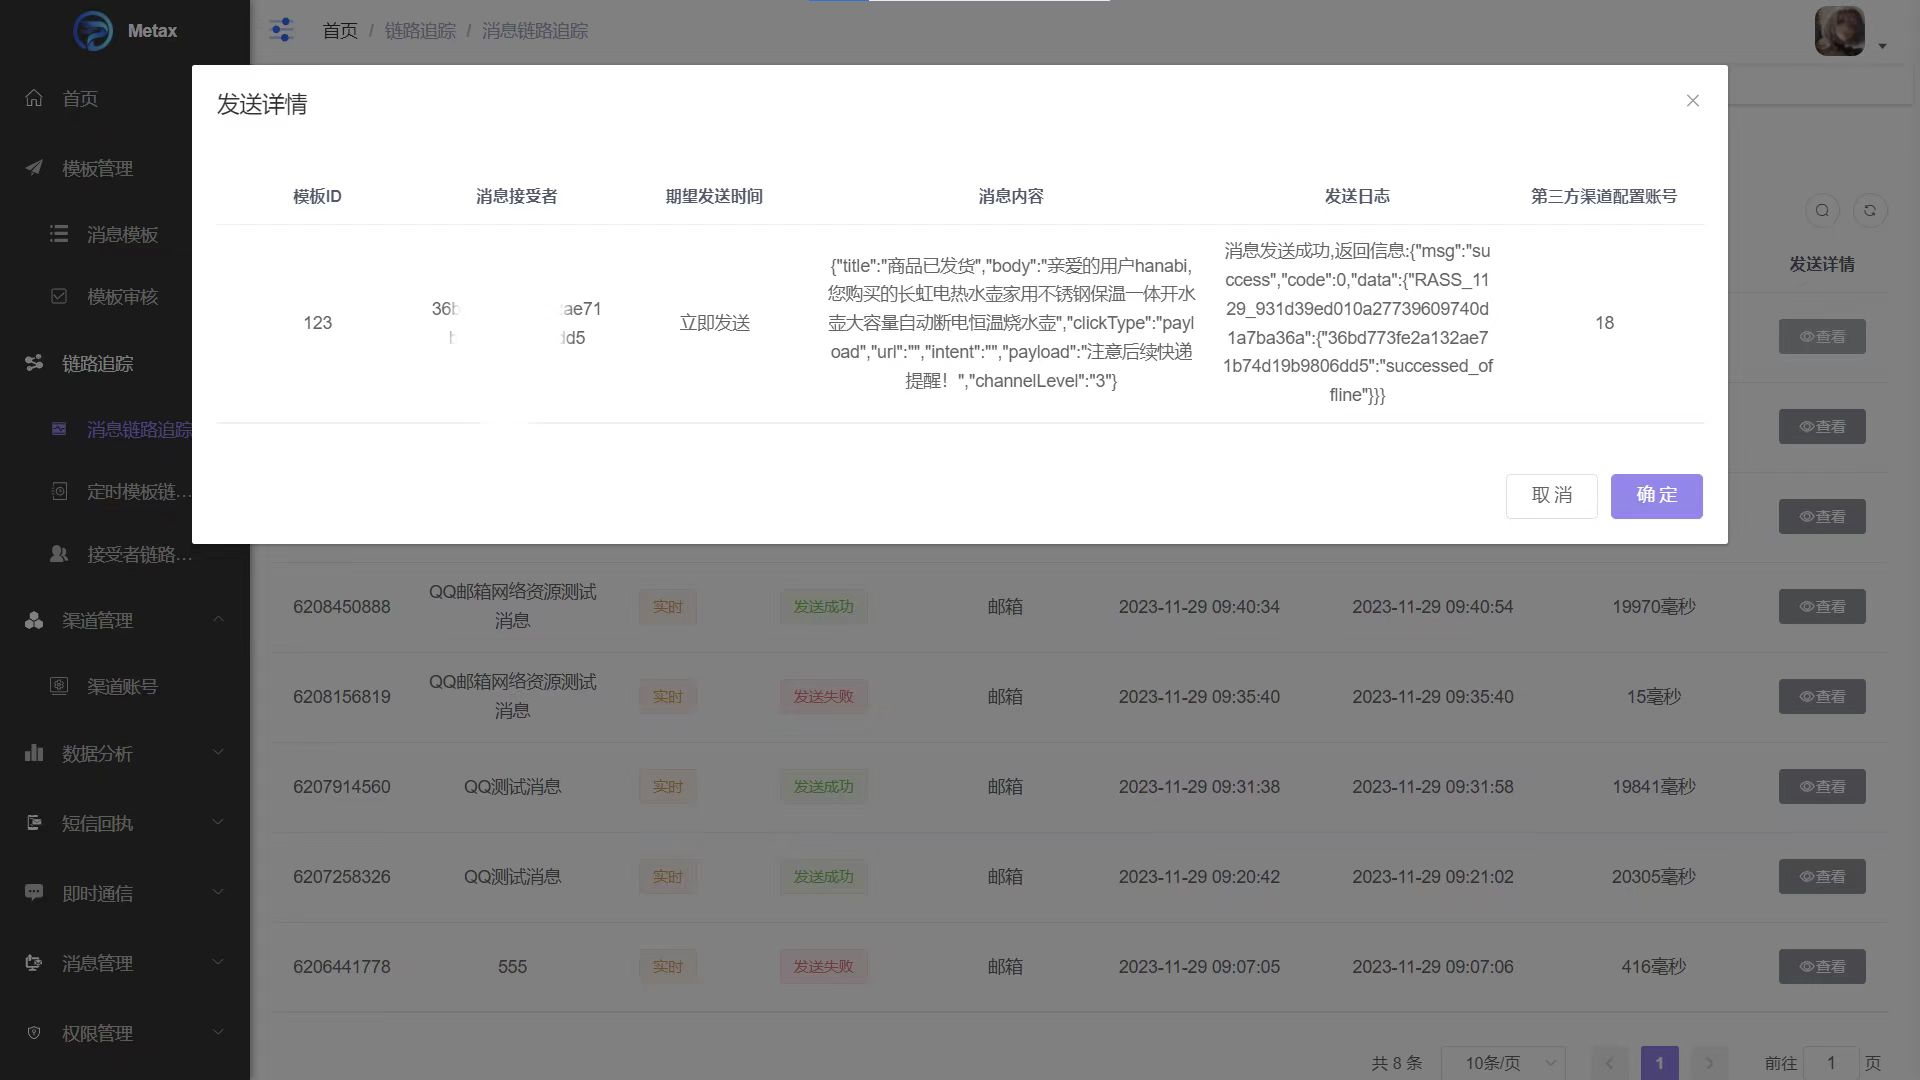 Metax
首页 / 链路追踪 / 消息链路追踪
首页
模板管理
消息模板
模板审核
链路追踪
消息链路追踪
定时模板链…
接受者链路…
渠道管理
渠道账号
数据分析
短信回执
即时通信
消息管理
权限管理
发送详情
模板ID 消息接受者 期望发送时间 消息内容 发送日志 第三方渠道配置账号
123
36b ae71
dd5
立即发送
{"title":"商品已发货","body":"亲爱的用户hanabi,
您购买的长虹电热水壶家用不锈钢保温一体开水
壶大容量自动断电恒温烧水壶","clickType":"payl
oad","url":"","intent":"","payload":"注意后续快递
提醒！","channelLevel":"3"}
消息发送成功,返回信息:{"msg":"su
ccess","code":0,"data":{"RASS_11
29_931d39ed010a27739609740d
1a7ba36a":{"36bd773fe2a132ae7
1b74d19b9806dd5":"successed_of
fline"}}}
18
取消 确定
发送详情
查看
查看
查看
6208450888 QQ邮箱网络资源测试
消息 实时 发送成功 邮箱 2023-11-29 09:40:34 2023-11-29 09:40:54 19970毫秒 查看
6208156819 QQ邮箱网络资源测试
消息 实时 发送失败 邮箱 2023-11-29 09:35:40 2023-11-29 09:35:40 15毫秒 查看
6207914560 QQ测试消息 实时 发送成功 邮箱 2023-11-29 09:31:38 2023-11-29 09:31:58 19841毫秒 查看
6207258326 QQ测试消息 实时 发送成功 邮箱 2023-11-29 09:20:42 2023-11-29 09:21:02 20305毫秒 查看
6206441778 555 实时 发送失败 邮箱 2023-11-29 09:07:05 2023-11-29 09:07:06 416毫秒 查看
共 8 条 10条/页 1 前往 1 页